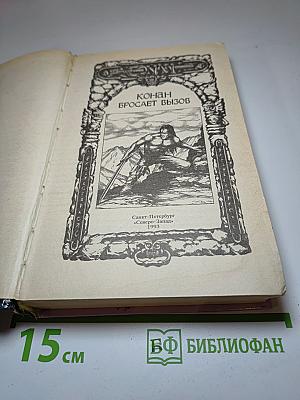 КОНАН
БРОСАЕТ ВЫЗОВ
Санкт-Петербург
«Северо-Запад»
1993
15 см
БФ БИБЛИОФАН